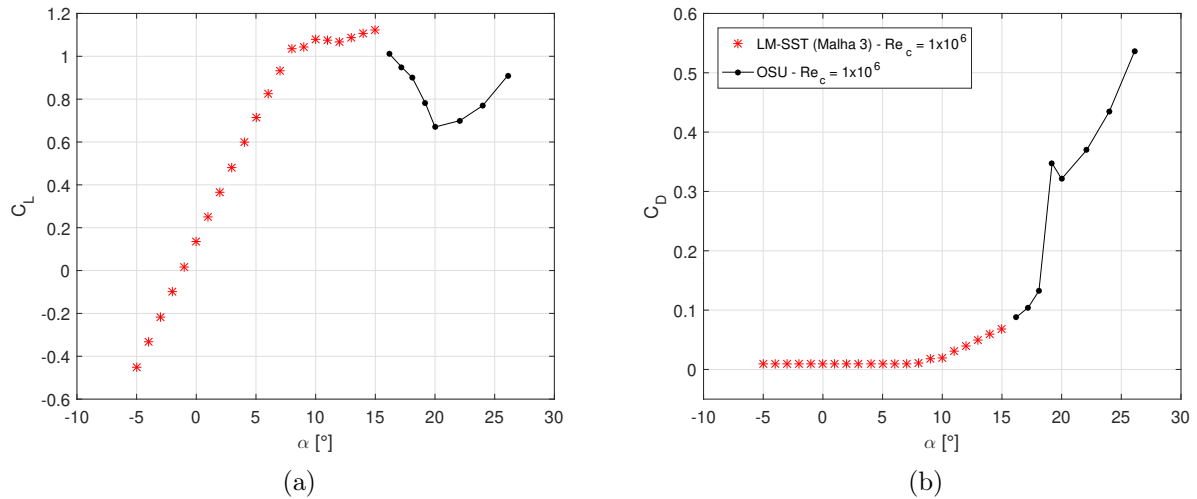 1.2
1
0.8
0.6
0.4
0.2
0
-0.2
-0.4
-0.6
-10 -5 0 5 10 15 20 25 30
C_L
α [°]
(a)
0.6
0.5
0.4
0.3
0.2
0.1
0
-10 -5 0 5 10 15 20 25 30
C_D
α [°]
LM-SST (Malha 3) - Re_c = 1x10^6
OSU - Re_c = 1x10^6
(b)